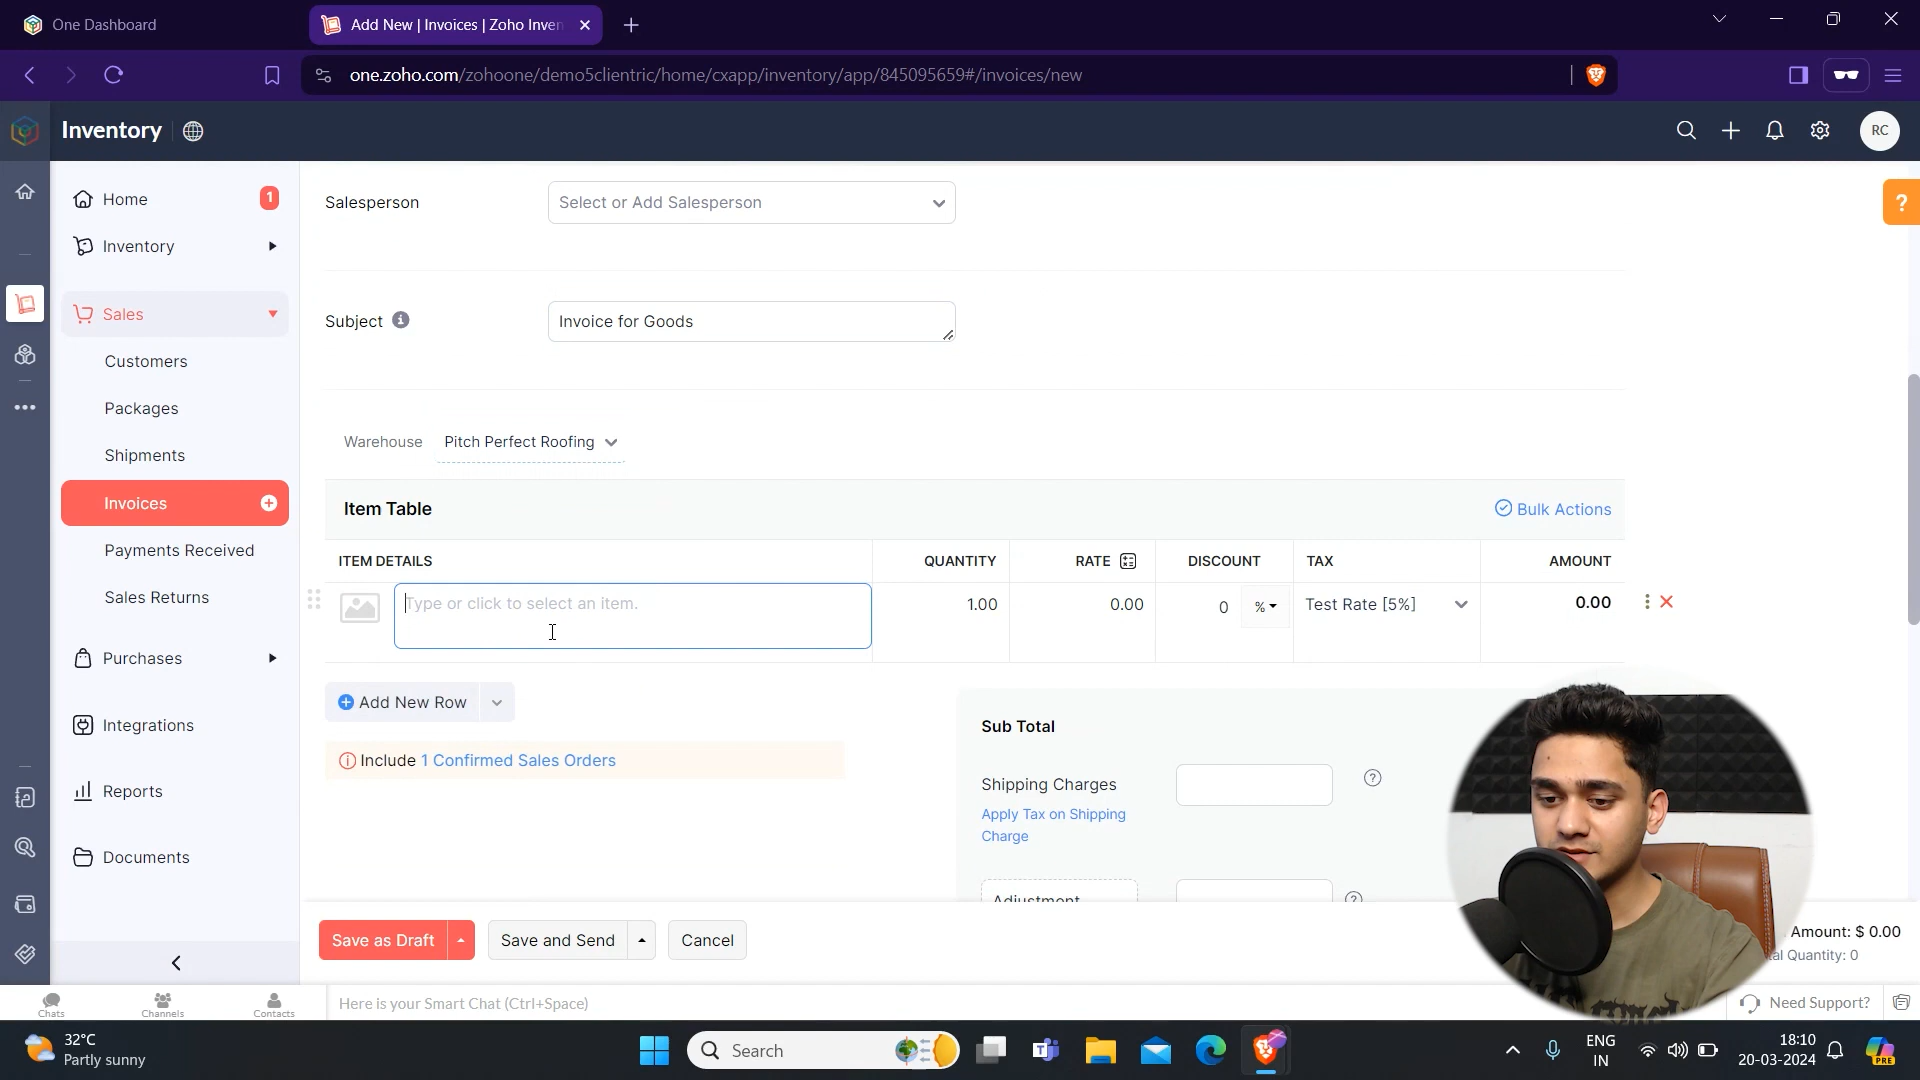 One Dashboard
Add New | Invoices | Zoho Inven
one.zoho.com/zohoone/demo5clientric/home/cxapp/inventory/app/845095659#/invoices/new
Inventory
RC
Home
1
Inventory
Sales
Customers
Packages
Shipments
Invoices
Payments Received
Sales Returns
Purchases
Integrations
Reports
Documents
Salesperson
Select or Add Salesperson
?
Subject
Invoice for Goods
Warehouse
Pitch Perfect Roofing
Item Table
Bulk Actions
ITEM DETAILS
QUANTITY
RATE
DISCOUNT
TAX
AMOUNT
Type or click to select an item.
1.00
0.00
0
%
Test Rate [5%]
0.00
Add New Row
Include 1 Confirmed Sales Orders
Sub Total
Shipping Charges
Apply Tax on Shipping
Charge
Adjustment
Save as Draft
Save and Send
Cancel
Amount: $ 0.00
Quantity: 0
Chats
Channels
Contacts
Here is your Smart Chat (Ctrl+Space)
Need Support?
32°C
Partly sunny
Search
ENG
IN
18:10
20-03-2024
PRE